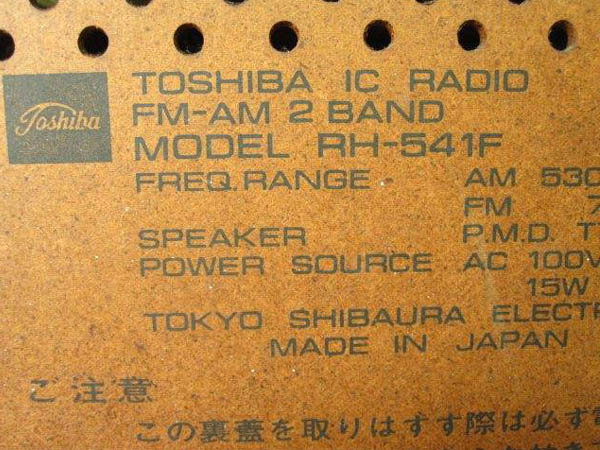 Toshiba
TOSHIBA IC RADIO
FM-AM 2 BAND
MODEL RH-541F
FREQ. RANGE AM 530
FM 7
SPEAKER P.M.D. T
POWER SOURCE AC 100V
15W
TOKYO SHIBAURA ELECT
MADE IN JAPAN
ご注意
この裏蓋を取りはずす際は必ず電